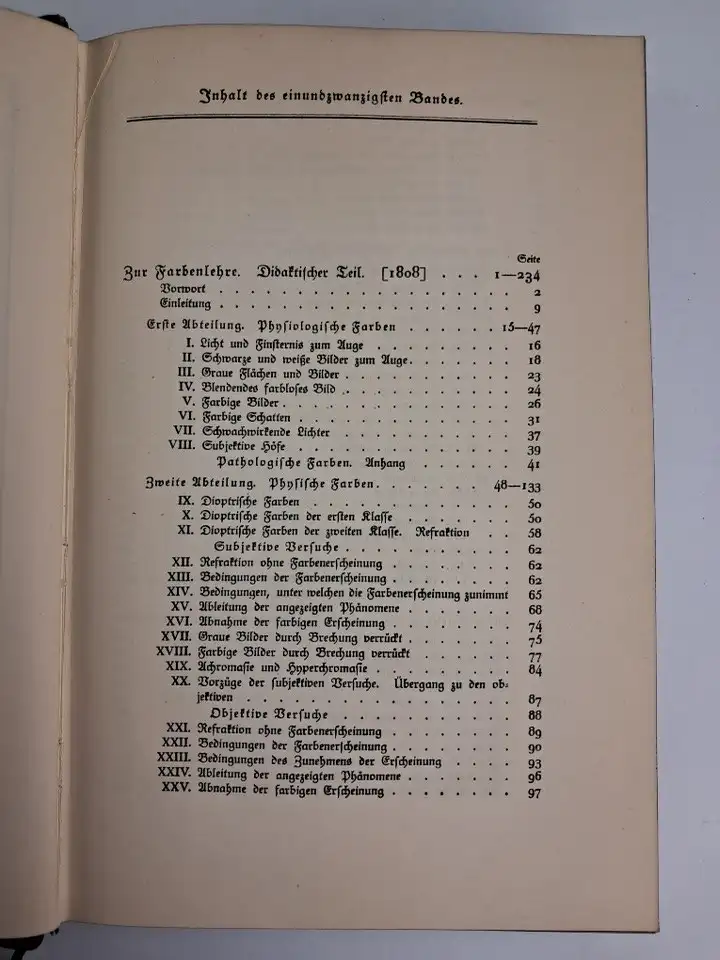 Inhalt des einundzwanzigsten Bandes.
Seite
Zur Farbenlehre. Didaktischer Teil. [1808] . . . 1—234
Vorwort . . . . . . . . . . . . . . . . . . . . 2
Einleitung . . . . . . . . . . . . . . . . . . . . 9
Erste Abteilung. Physiologische Farben . . . . . . 15—47
I. Licht und Finsternis zum Auge . . . . . . . . . 16
II. Schwarze und weiße Bilder zum Auge . . . . . . . 18
III. Graue Flächen und Bilder . . . . . . . . . . . 23
IV. Blendendes farbloses Bild . . . . . . . . . . . 24
V. Farbige Bilder . . . . . . . . . . . . . . . . 26
VI. Farbige Schatten . . . . . . . . . . . . . . . 31
VII. Schwachwirkende Lichter . . . . . . . . . . . 37
VIII. Subjektive Höfe . . . . . . . . . . . . . . . 39
Pathologische Farben. Anhang . . . . . . 41
Zweite Abteilung. Physische Farben . . . . . . . 48—133
IX. Dioptrische Farben . . . . . . . . . . . . . . 50
X. Dioptrische Farben der ersten Klasse . . . . . . . 50
XI. Dioptrische Farben der zweiten Klasse. Refraktion . . 58
Subjektive Versuche . . . . . . . . . . . 62
XII. Refraktion ohne Farbenerscheinung . . . . . . . . 62
XIII. Bedingungen der Farbenerscheinung . . . . . . . . 62
XIV. Bedingungen, unter welchen die Farbenerscheinung zunimmt 65
XV. Ableitung der angezeigten Phänomene . . . . . . . 68
XVI. Abnahme der farbigen Erscheinung . . . . . . . . 74
XVII. Graue Bilder durch Brechung verrückt . . . . . . . 75
XVIII. Farbige Bilder durch Brechung verrückt . . . . . . 77
XIX. Achromasie und Hyperchromasie . . . . . . . . . 84
XX. Vorzüge der subjektiven Versuche. Übergang zu den ob-
jektiven . . . . . . . . . . . . . . . . . . 87
Objektive Versuche . . . . . . . . . . . 88
XXI. Refraktion ohne Farbenerscheinung . . . . . . . . 89
XXII. Bedingungen der Farbenerscheinung . . . . . . . . 90
XXIII. Bedingungen des Zunehmens der Erscheinung . . . . 93
XXIV. Ableitung der angezeigten Phänomene . . . . . . . 96
XXV. Abnahme der farbigen Erscheinung . . . . . . . . 97